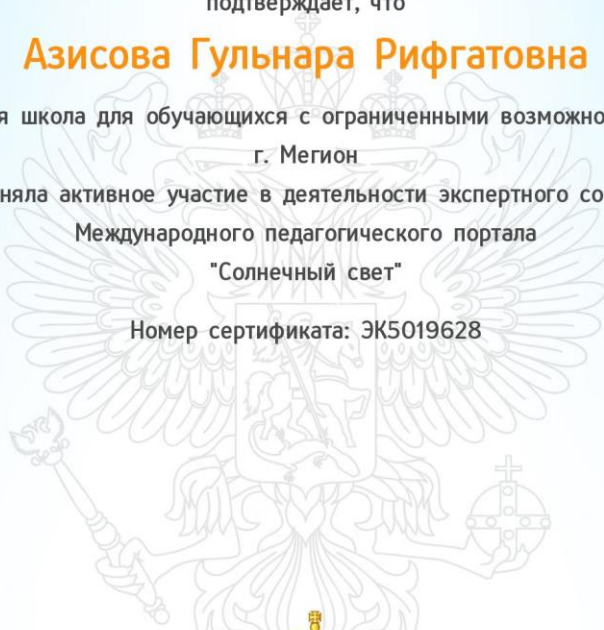 подтверждает, что
Азисова Гульнара Рифгатовна
я школа для обучающихся с ограниченными возможно
г. Мегион
няла активное участие в деятельности экспертного со
Международного педагогического портала
"Солнечный свет"
Номер сертификата: ЭК5019628